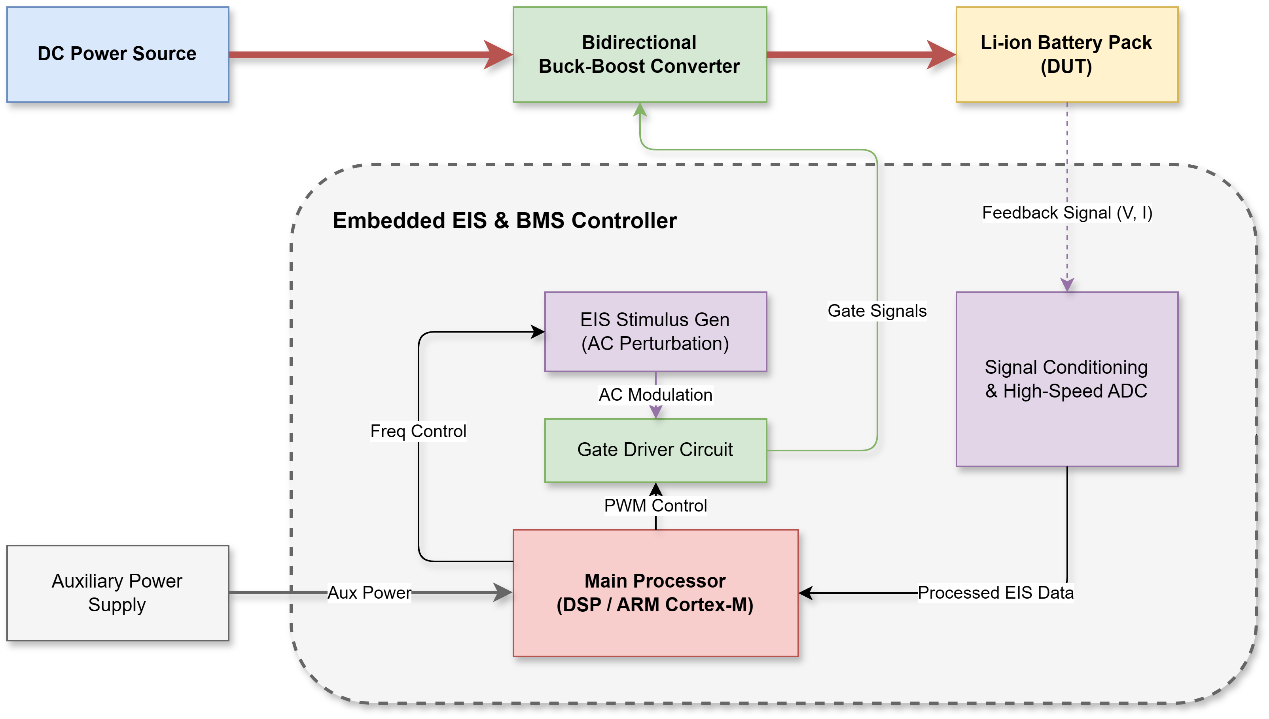 DC Power Source
Bidirectional
Buck-Boost Converter
Li-ion Battery Pack
(DUT)
Feedback Signal (V, I)
Embedded EIS & BMS Controller
EIS Stimulus Gen
(AC Perturbation)
Gate Signals
Signal Conditioning
& High-Speed ADC
AC Modulation
Freq Control
Gate Driver Circuit
PWM Control
Auxiliary Power
Supply
Aux Power
Main Processor
(DSP / ARM Cortex-M)
Processed EIS Data